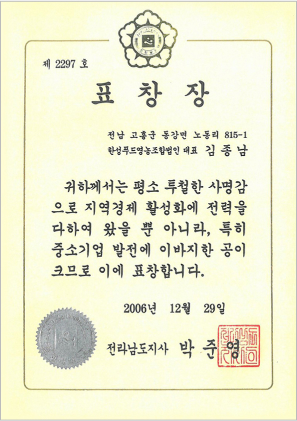 제 2297 호
표 창 장
전남 고흥군 동강면 노동리 815-1
한성푸드영농조합법인 대표 김 종 남
귀하께서는 평소 투철한 사명감
으로 지역경제 활성화에 전력을
다하여 왔을 뿐 아니라, 특히
중소기업 발전에 이바지한 공이
크므로 이에 표창합니다.
2006년 12월 29일
전라남도지사 박 준 영